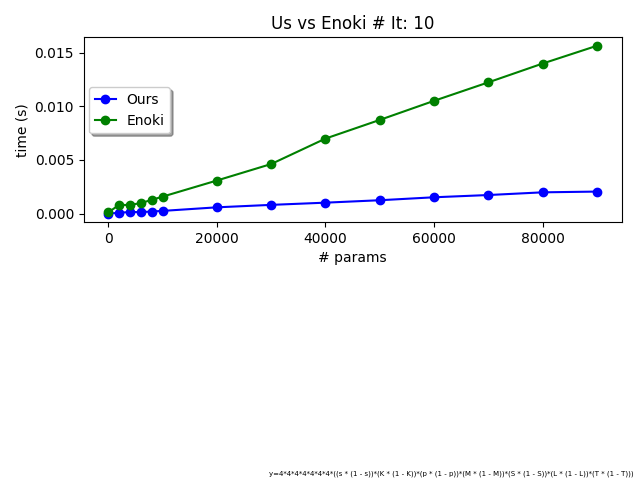 Us vs Enoki # It: 10
0.015
0.010
0.005
0.000
time (s)
Ours
Enoki
0 20000 40000 60000 80000
# params
y=4*4*4*4*4*4*4*((s * (1 - s))*(K * (1 - K))*(p * (1 - p))*(M * (1 - M))*(S * (1 - S))*(L * (1 - L))*(T * (1 - T)))